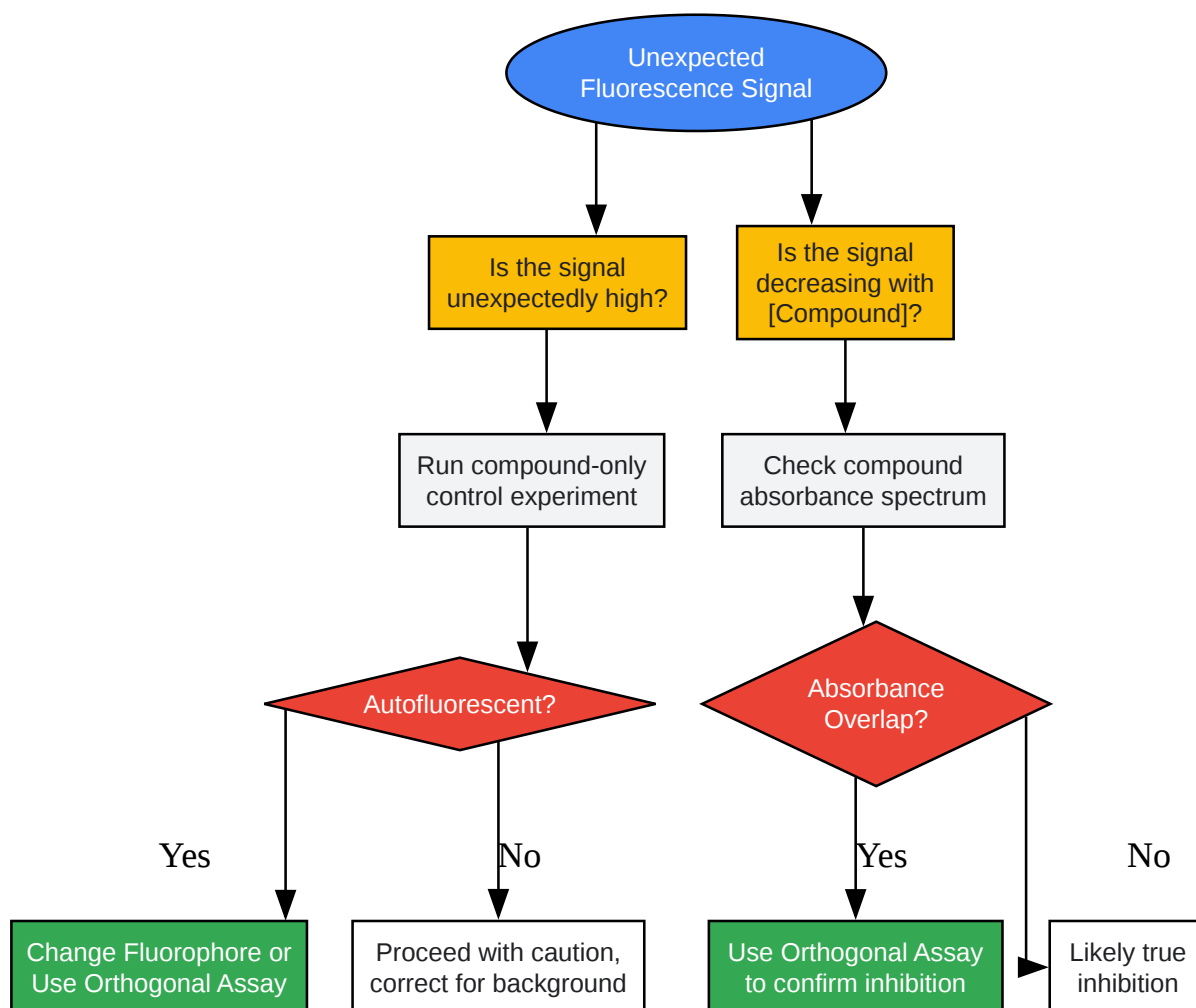 Unexpected
Fluorescence Signal
Is the signal
unexpectedly high?
Is the signal
decreasing with
[Compound]?
Run compound-only
control experiment
Check compound
absorbance spectrum
Autofluorescent?
Absorbance
Overlap?
Yes
No
Yes
No
Change Fluorophore or
Use Orthogonal Assay
Proceed with caution,
correct for background
Use Orthogonal Assay
to confirm inhibition
Likely true
inhibition